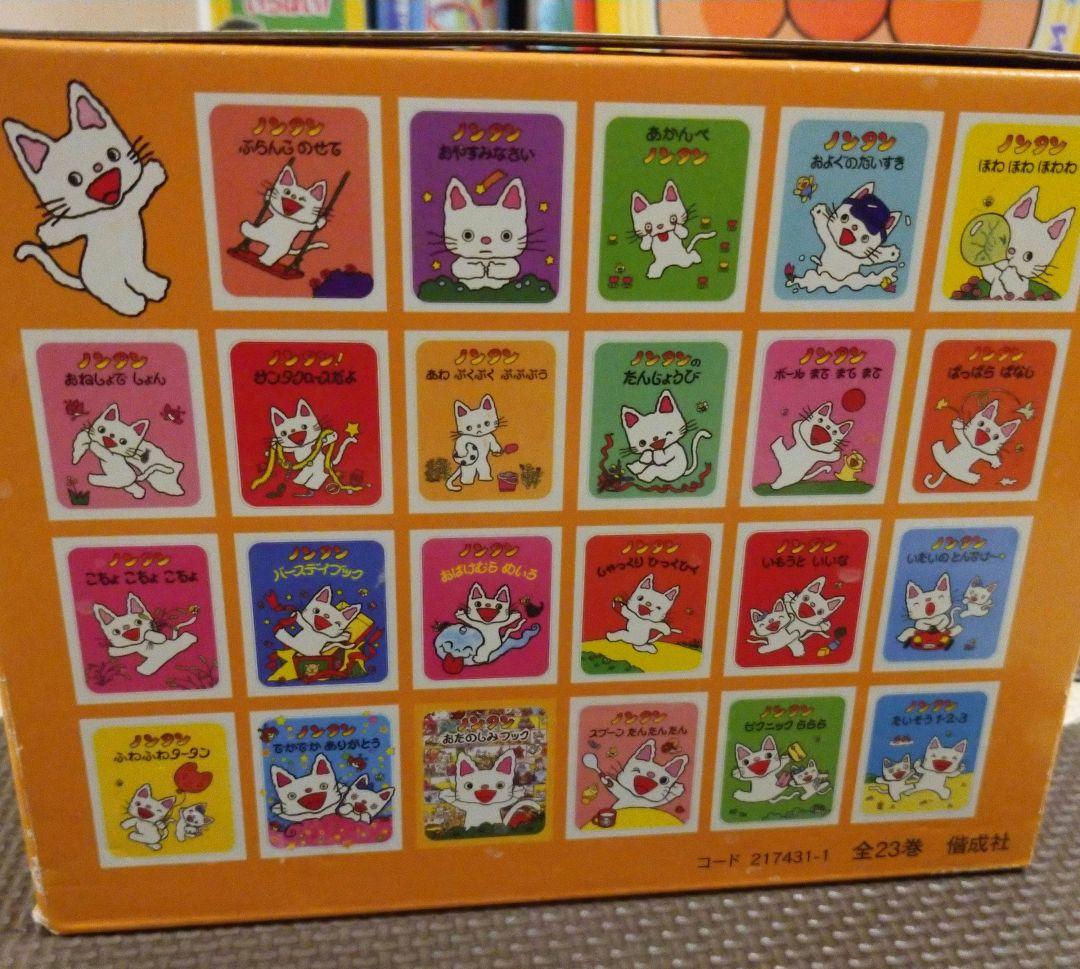 ノンタン
ぶらんこのせて
ノンタン
おやすみなさい
あかんべ
ノンタン
ノンタン
およぐのだいすき
ノンタン
ほわ ほわ ほわわ
ノンタン
おねしょで しょん
ノンタン!
サンタクロースだよ
ノンタン
あわ ぷくぷく ぷぷぷう
ノンタンの
たんじょうび
ノンタン
ボール まて まて まて
ノンタン
ぱっぱら ぱなし
ノンタン
こちょ こちょ こちょ
ノンタン
バースデイブック
ノンタン
おばけむら めいろ
ノンタン
しゃっくり ひっくひく
ノンタン
いもうと いいな
ノンタン
いたいの とんでけ〜
ノンタン
ふわふわタータン
ノンタン
でかでか ありがとう
ノンタン
おたのしみブック
ノンタン
スプーン たんたんたん
ノンタン
ピクニック ららら
ノンタン
たいそう 1・2・3
コード 217431-1 全23巻 偕成社